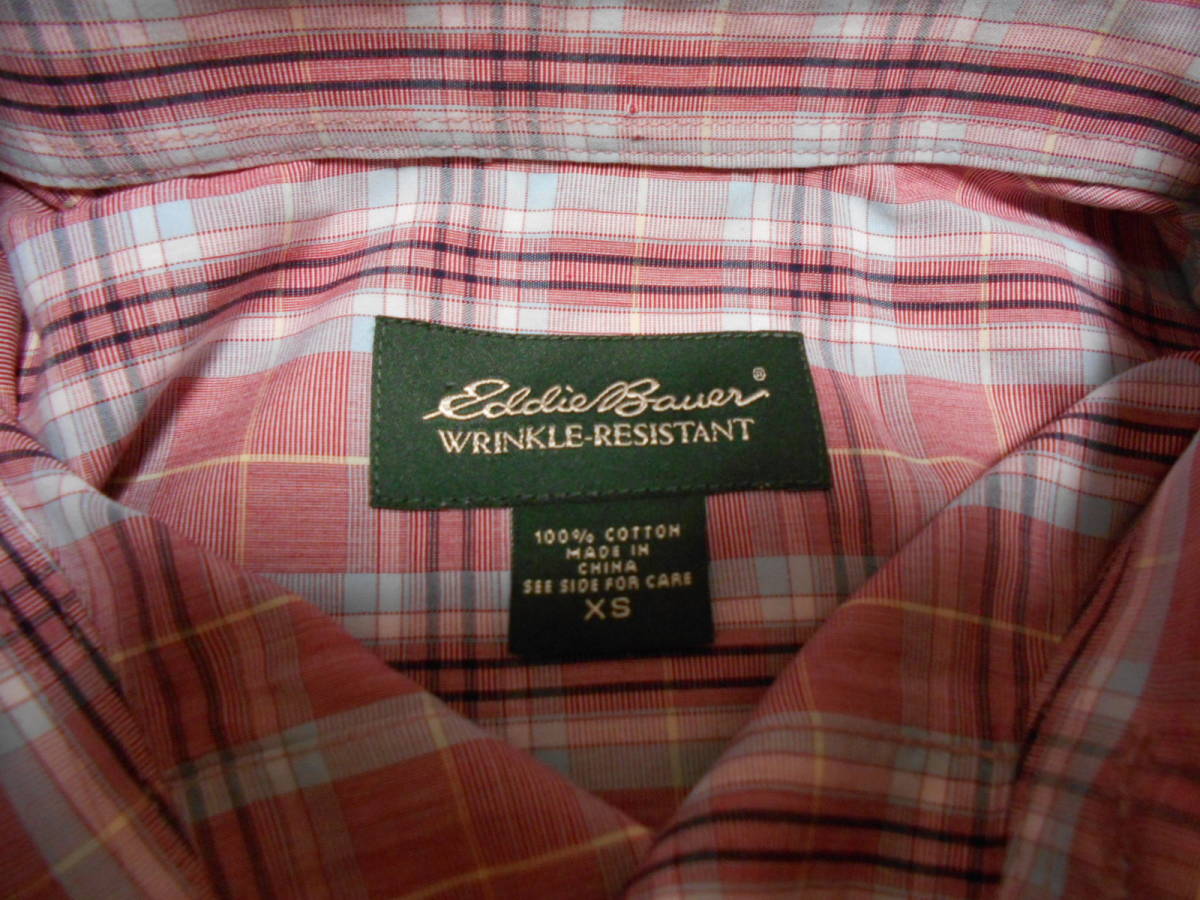 Eddie Bauer®
WRINKLE-RESISTANT
100% COTTON
MADE IN
CHINA
SEE SIDE FOR CARE
XS